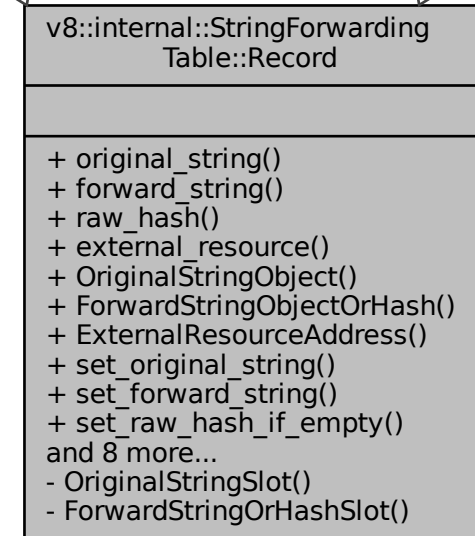 v8::internal::StringForwarding
Table::Record
+ original_string()
+ forward_string()
+ raw_hash()
+ external_resource()
+ OriginalStringObject()
+ ForwardStringObjectOrHash()
+ ExternalResourceAddress()
+ set_original_string()
+ set_forward_string()
+ set_raw_hash_if_empty()
and 8 more...
- OriginalStringSlot()
- ForwardStringOrHashSlot()